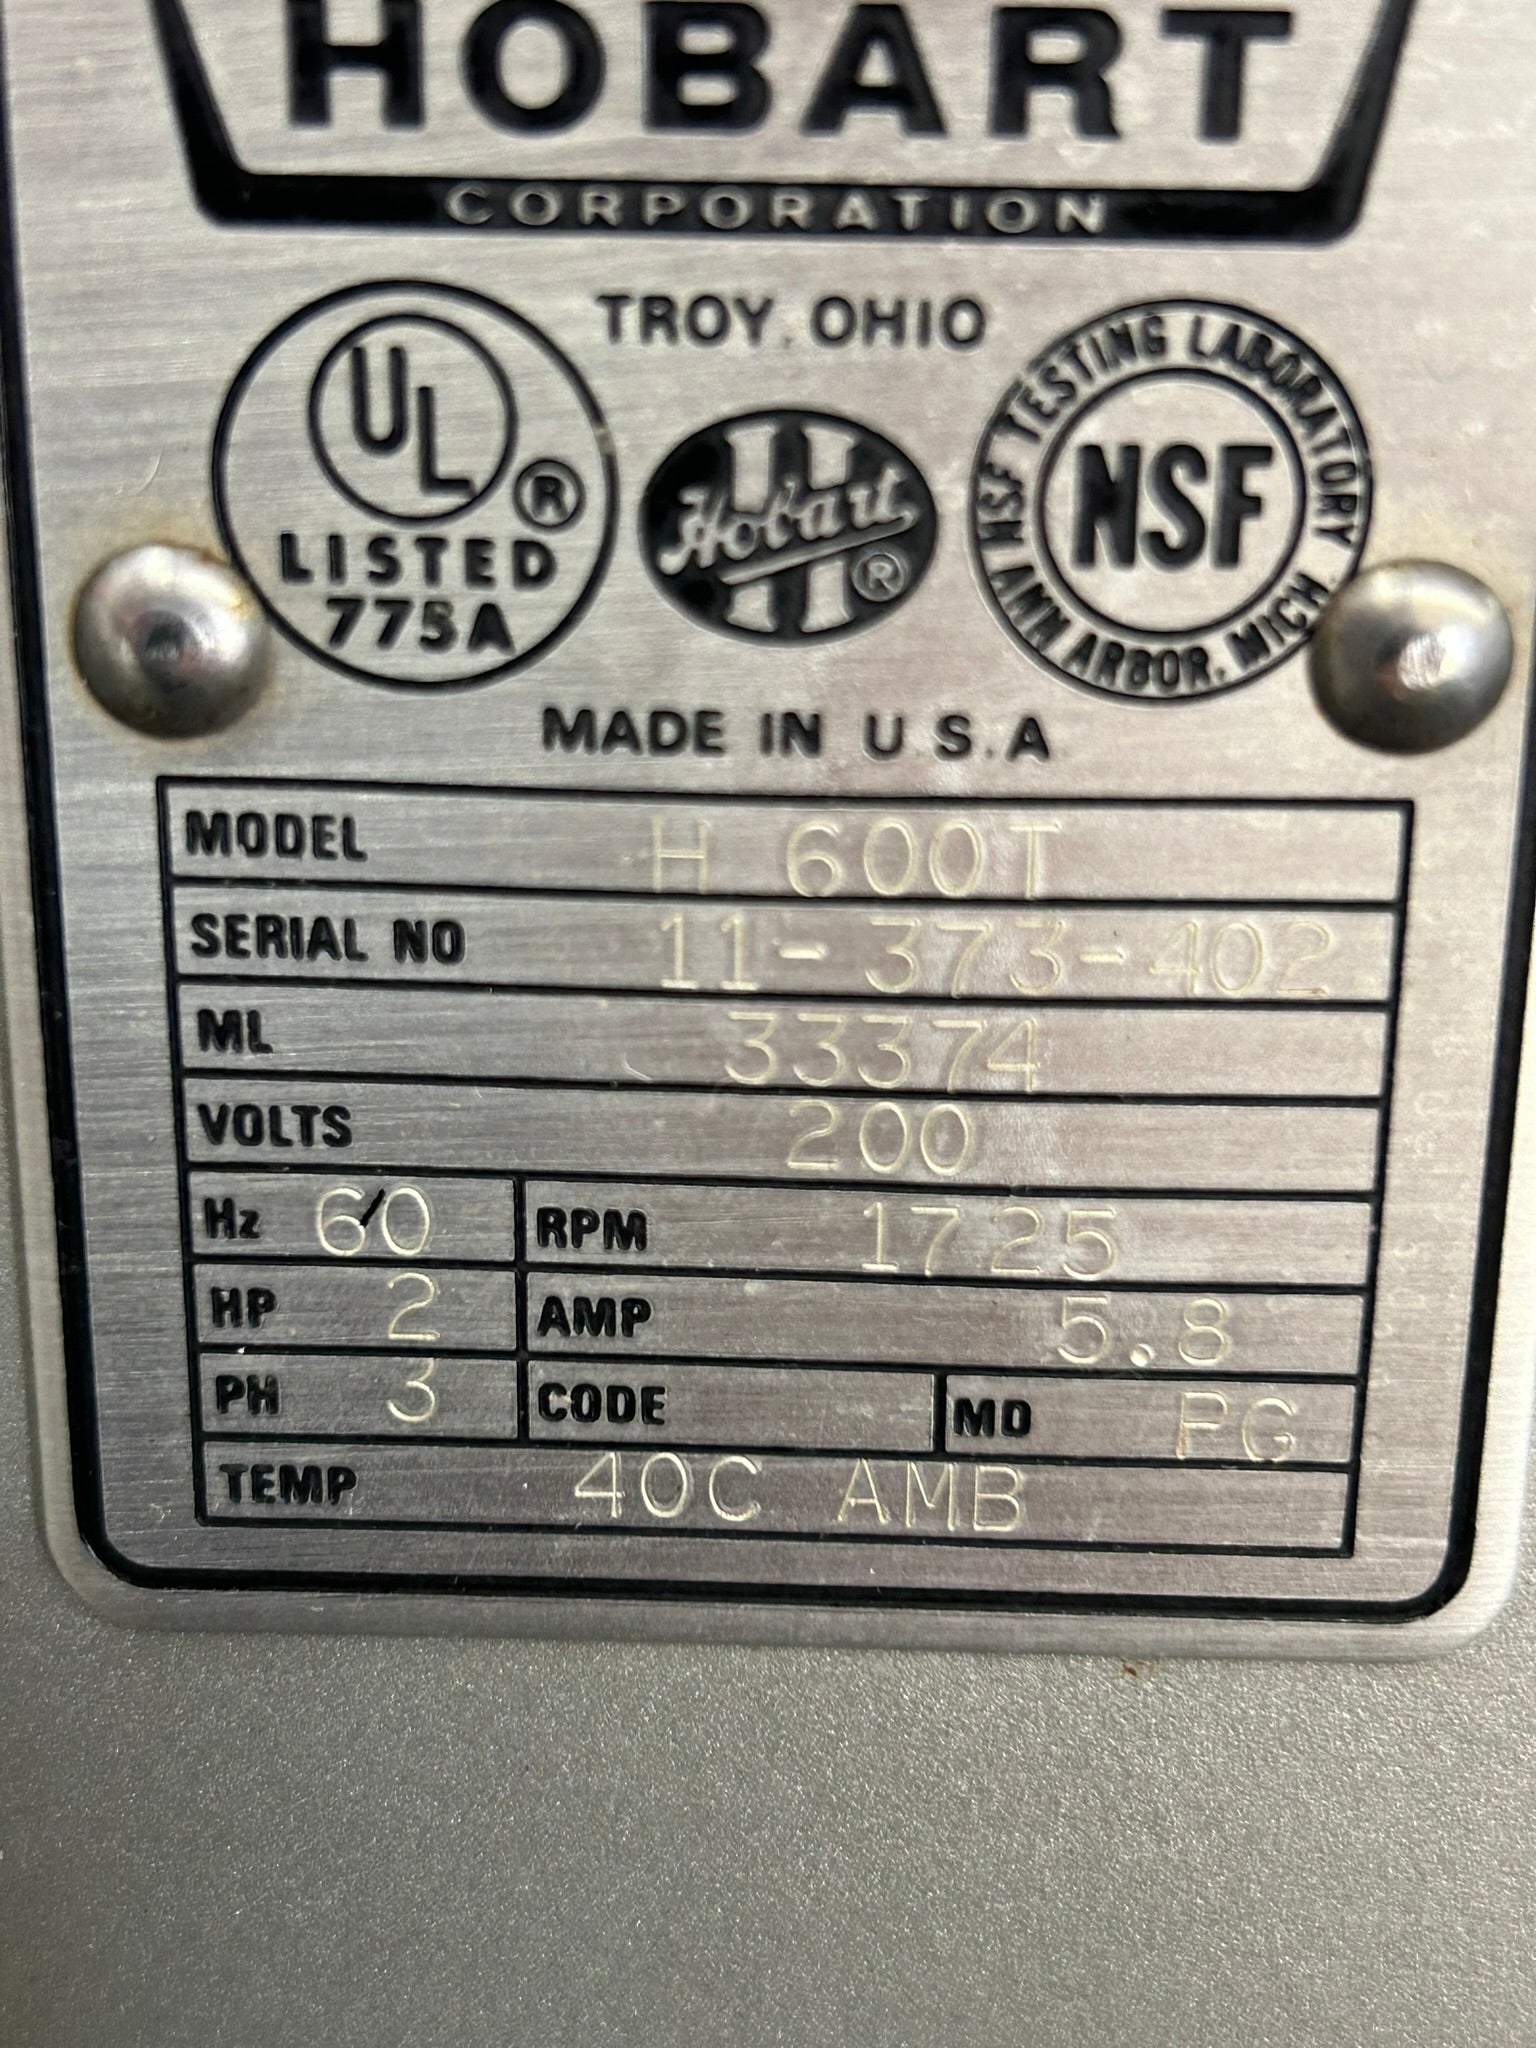 HOBART
CORPORATION
TROY, OHIO
UL ®
LISTED
775A
H
Hobart ®
NSF TESTING LABORATORY
NSF
ANN ARBOR, MICH.
MADE IN U.S.A
MODEL H 600T
SERIAL NO 11-373-402
ML 33374
VOLTS 200
Hz 6/0 RPM 1725
HP 2 AMP 5.8
PH 3 CODE MD PG
TEMP 40C AMB